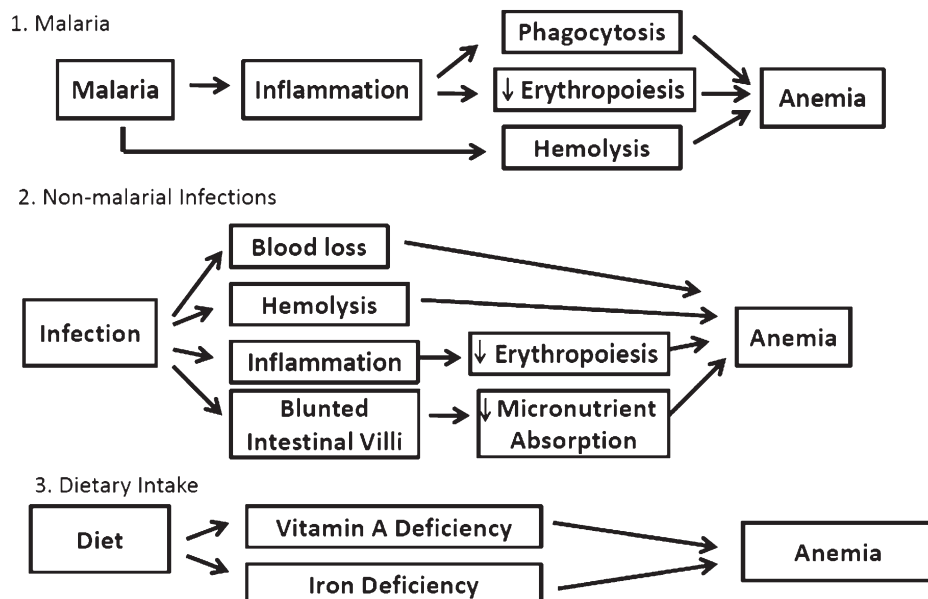 1. Malaria
Phagocytosis
Malaria
Inflammation
↓ Erythropoiesis
Anemia
Hemolysis
2. Non-malarial Infections
Blood loss
Hemolysis
Infection
Anemia
Inflammation
↓ Erythropoiesis
Blunted
Intestinal Villi
↓ Micronutrient
Absorption
3. Dietary Intake
Diet
Vitamin A Deficiency
Anemia
Iron Deficiency